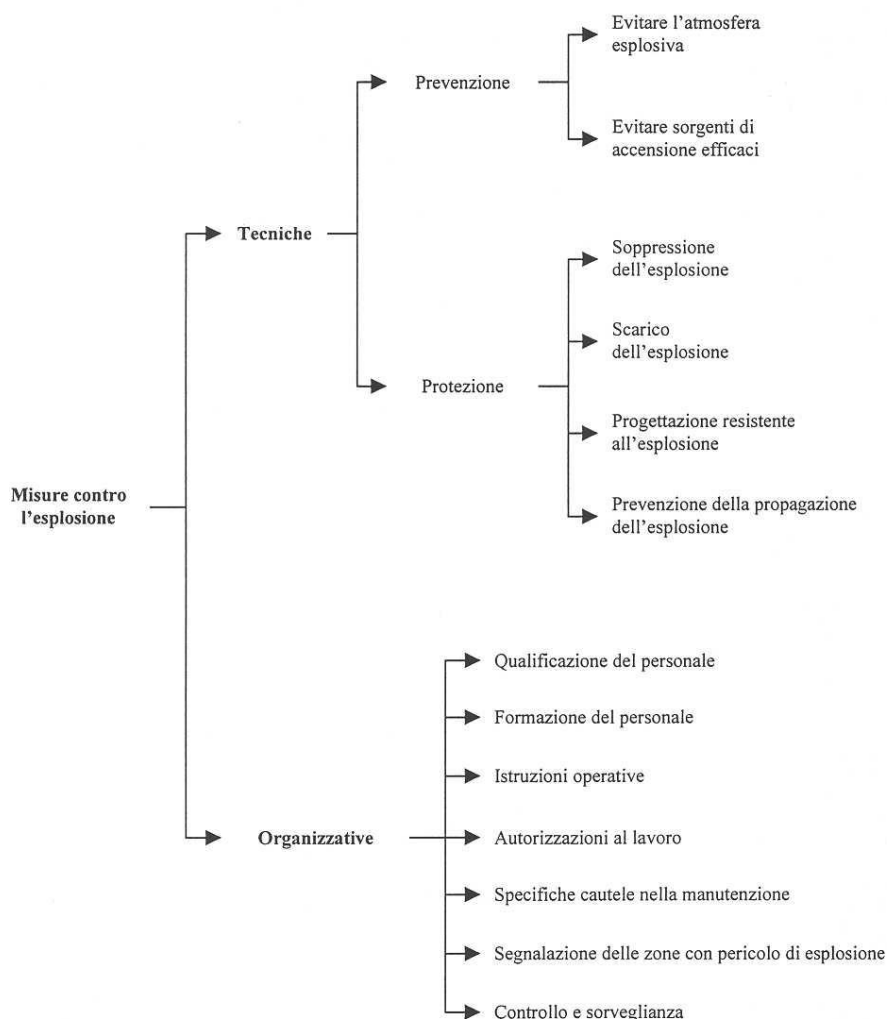 Misure contro
l'esplosione
Tecniche
Prevenzione
Evitare l'atmosfera
esplosiva
Evitare sorgenti di
accensione efficaci
Protezione
Soppressione
dell'esplosione
Scarico
dell'esplosione
Progettazione resistente
all'esplosione
Prevenzione della propagazione
dell'esplosione
Organizzative
Qualificazione del personale
Formazione del personale
Istruzioni operative
Autorizzazioni al lavoro
Specifiche cautele nella manutenzione
Segnalazione delle zone con pericolo di esplosione
Controllo e sorveglianza